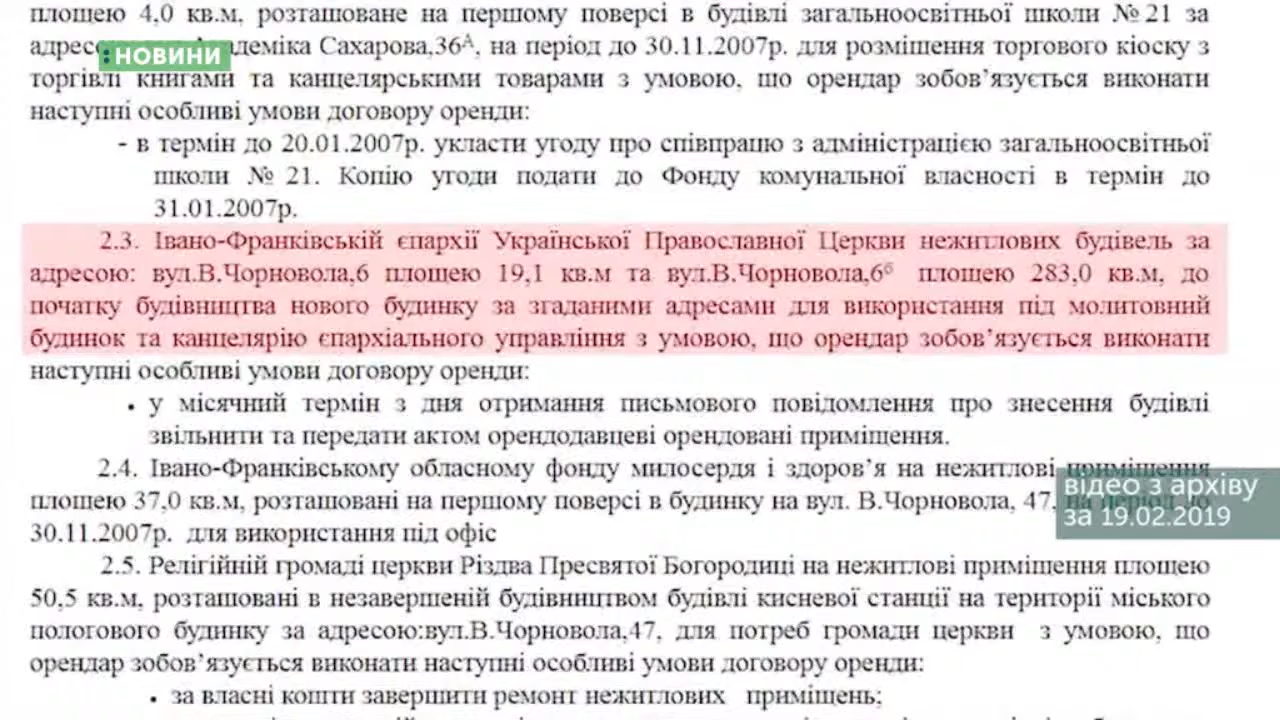 площею 4,0 кв.м, розташоване на першому поверсі в будівлі загальноосвітньої школи №21 за
адресою Академіка Сахарова,36ᴬ, на період до 30.11.2007р. для розміщення торгового кіоску з
:НОВИНИ
торгівлі книгами та канцелярськими товарами з умовою, що орендар зобов’язується виконати
наступні особливі умови договору оренди:
- в термін до 20.01.2007р. укласти угоду про співпрацю з адміністрацією загальноосвітньої
школи № 21. Копію угоди подати до Фонду комунальної власності в термін до
31.01.2007р.
2.3. Івано-Франківській єпархії Української Православної Церкви нежитлових будівель за
адресою: вул.В.Чорновола,6 площею 19,1 кв.м та вул.В.Чорновола,6ᵟ площею 283,0 кв.м, до
початку будівництва нового будинку за згаданими адресами для використання під молитовний
будинок та канцелярію єпархіального управління з умовою, що орендар зобов’язується виконати
наступні особливі умови договору оренди:
• у місячний термін з дня отримання письмового повідомлення про знесення будівлі
звільнити та передати актом орендодавцеві орендовані приміщення.
2.4. Івано-Франківському обласному фонду милосердя і здоров’я на нежитлові приміщення
площею 37,0 кв.м, розташовані на першому поверсі в будинку на вул. В.Чорновола, 47, на період до
30.11.2007р. для використання під офіс
відео з архіву
за 19.02.2019
2.5. Релігійній громаді церкви Різдва Пресвятої Богородиці на нежитлові приміщення площею
50,5 кв.м, розташовані в незавершеній будівництвом будівлі кисневої станції на території міського
пологового будинку за адресою:вул.В.Чорновола,47, для потреб громади церкви з умовою, що
орендар зобов’язується виконати наступні особливі умови договору оренди:
• за власні кошти завершити ремонт нежитлових приміщень;